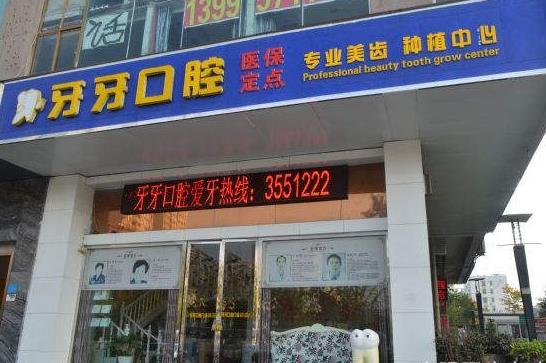 话
牙牙口腔
医保
定点
专业美齿 种植中心
Professional beauty tooth grow center
牙牙口腔爱牙热线：3551222